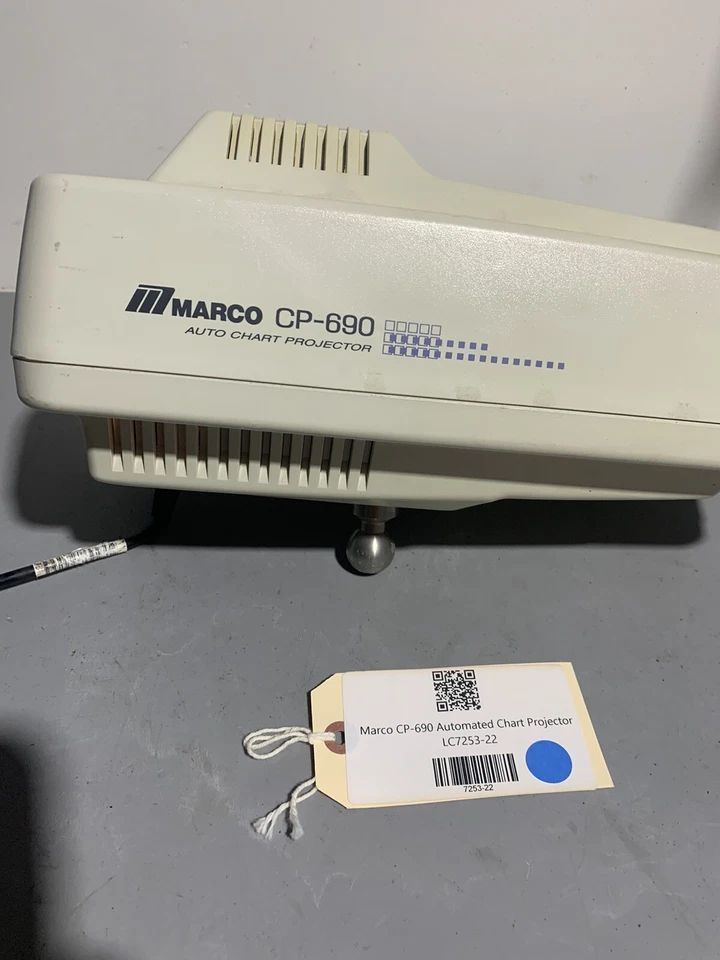 MARCO CP-690
AUTO CHART PROJECTOR
Marco CP-690 Automated Chart Projector
LC7253-22
7253-22